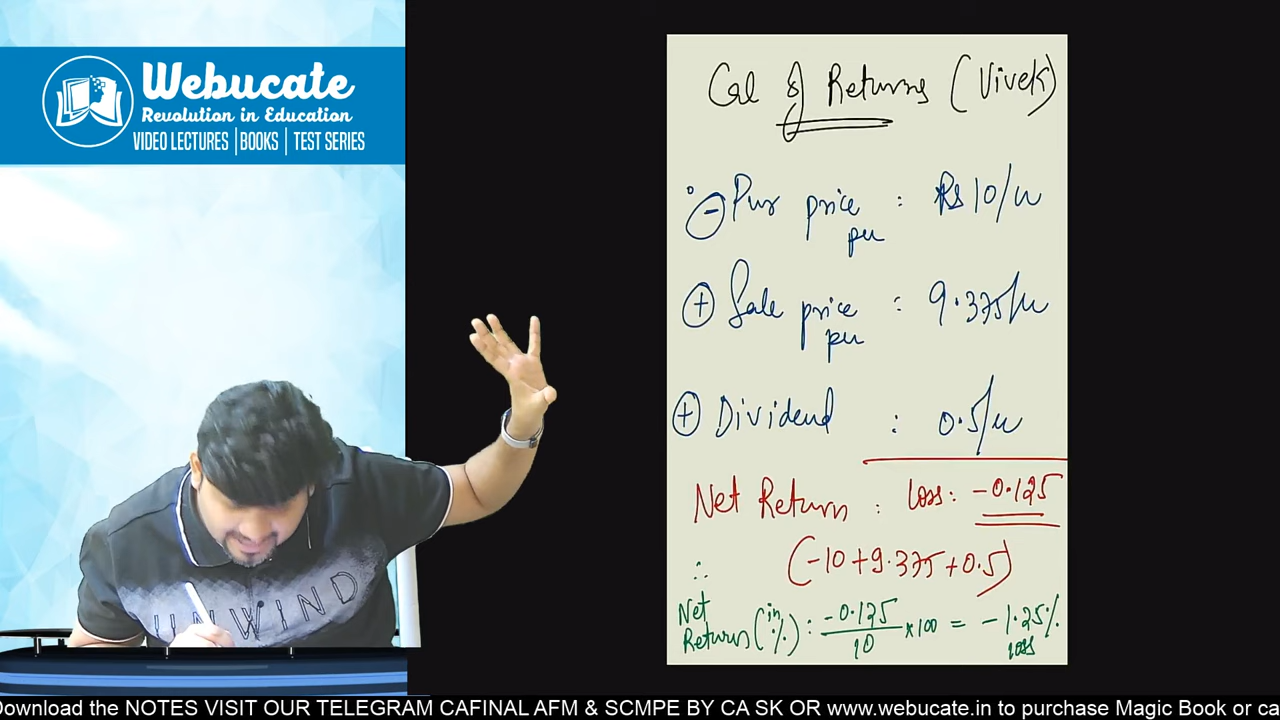 Webucate
Revolution in Education
VIDEO LECTURES | BOOKS | TEST SERIES
UNWIND
Cal of Returns (Vivek)
- Pur price per : Rs 10/u
+ Sale price per : 9.375/u
+ Dividend : 0.5/u
Net Return : loss: -0.125
(-10+9.375+0.5)
∴ Net Returns (in %) : -0.125/10 × 100 = -1.25% loss
Download the NOTES VISIT OUR TELEGRAM CAFINAL AFM & SCMPE BY CA SK OR www.webucate.in to purchase Magic Book or ca